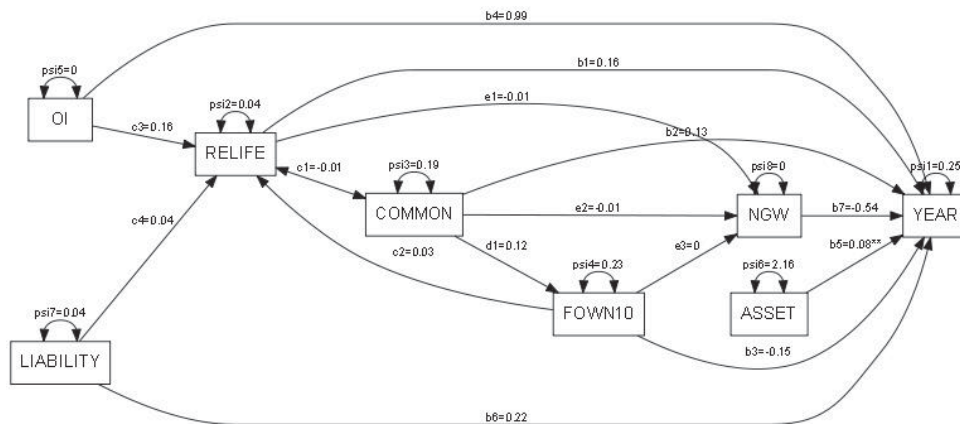 b4=0.99
psi5=0
OI
b1=0.16
psi2=0.04
e1=-0.01
c3=0.16
RELIFE
b2=0.13
c1=-0.01
psi3=0.19
psi8=0
psi1=0.25
COMMON
e2=-0.01
NGW
b7=-0.54
YEAR
c4=0.04
c2=0.03
d1=0.12
e3=0
b5=0.08**
psi4=0.23
psi6=2.16
FOWN10
ASSET
psi7=0.04
LIABILITY
b3=-0.15
b6=0.22